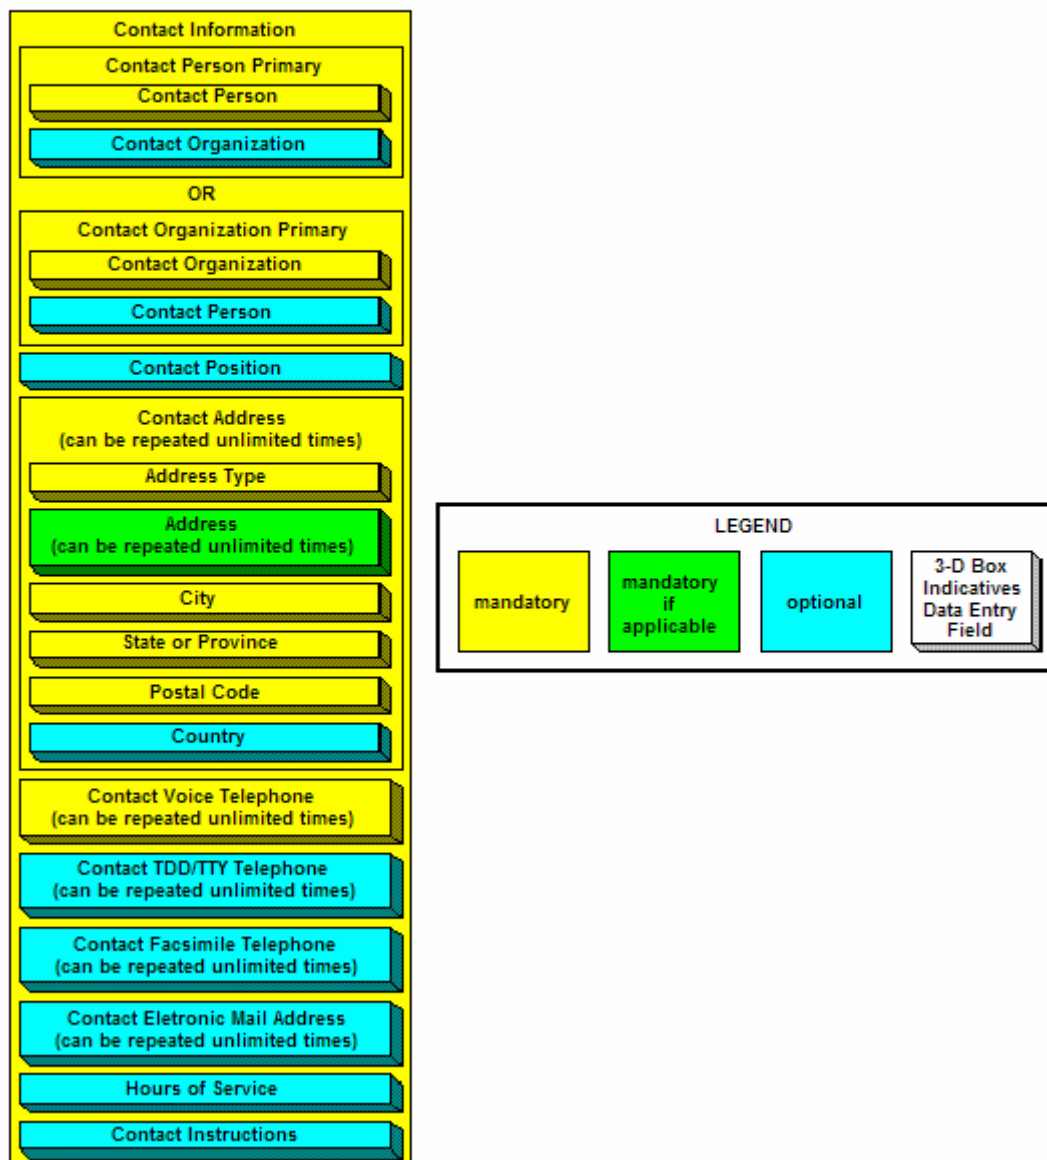 Contact Information
Contact Person Primary
Contact Person
Contact Organization
OR
Contact Organization Primary
Contact Organization
Contact Person
Contact Position
Contact Address
(can be repeated unlimited times)
Address Type
Address
(can be repeated unlimited times)
City
State or Province
Postal Code
Country
Contact Voice Telephone
(can be repeated unlimited times)
Contact TDD/TTY Telephone
(can be repeated unlimited times)
Contact Facsimile Telephone
(can be repeated unlimited times)
Contact Eletronic Mail Address
(can be repeated unlimited times)
Hours of Service
Contact Instructions
LEGEND
mandatory
mandatory
if
applicable
optional
3-D Box
Indicatives
Data Entry
Field